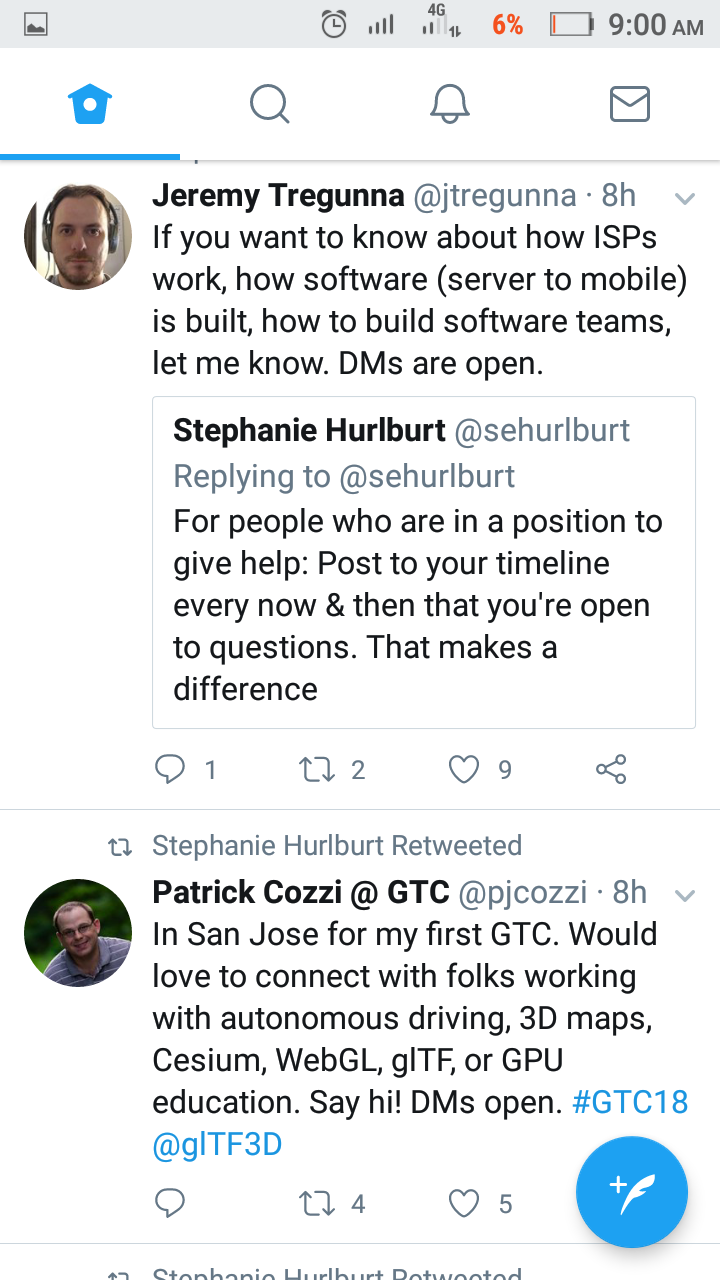 4G
6%
9:00 AM
Jeremy Tregunna @jtregunna · 8h
If you want to know about how ISPs
work, how software (server to mobile)
is built, how to build software teams,
let me know. DMs are open.
Stephanie Hurlburt @sehurlburt
Replying to @sehurlburt
For people who are in a position to
give help: Post to your timeline
every now & then that you're open
to questions. That makes a
difference
1
2
9
Stephanie Hurlburt Retweeted
Patrick Cozzi @ GTC @pjcozzi · 8h
In San Jose for my first GTC. Would
love to connect with folks working
with autonomous driving, 3D maps,
Cesium, WebGL, glTF, or GPU
education. Say hi! DMs open. #GTC18
@glTF3D
4
5
Stephanie Hurlburt Retweeted